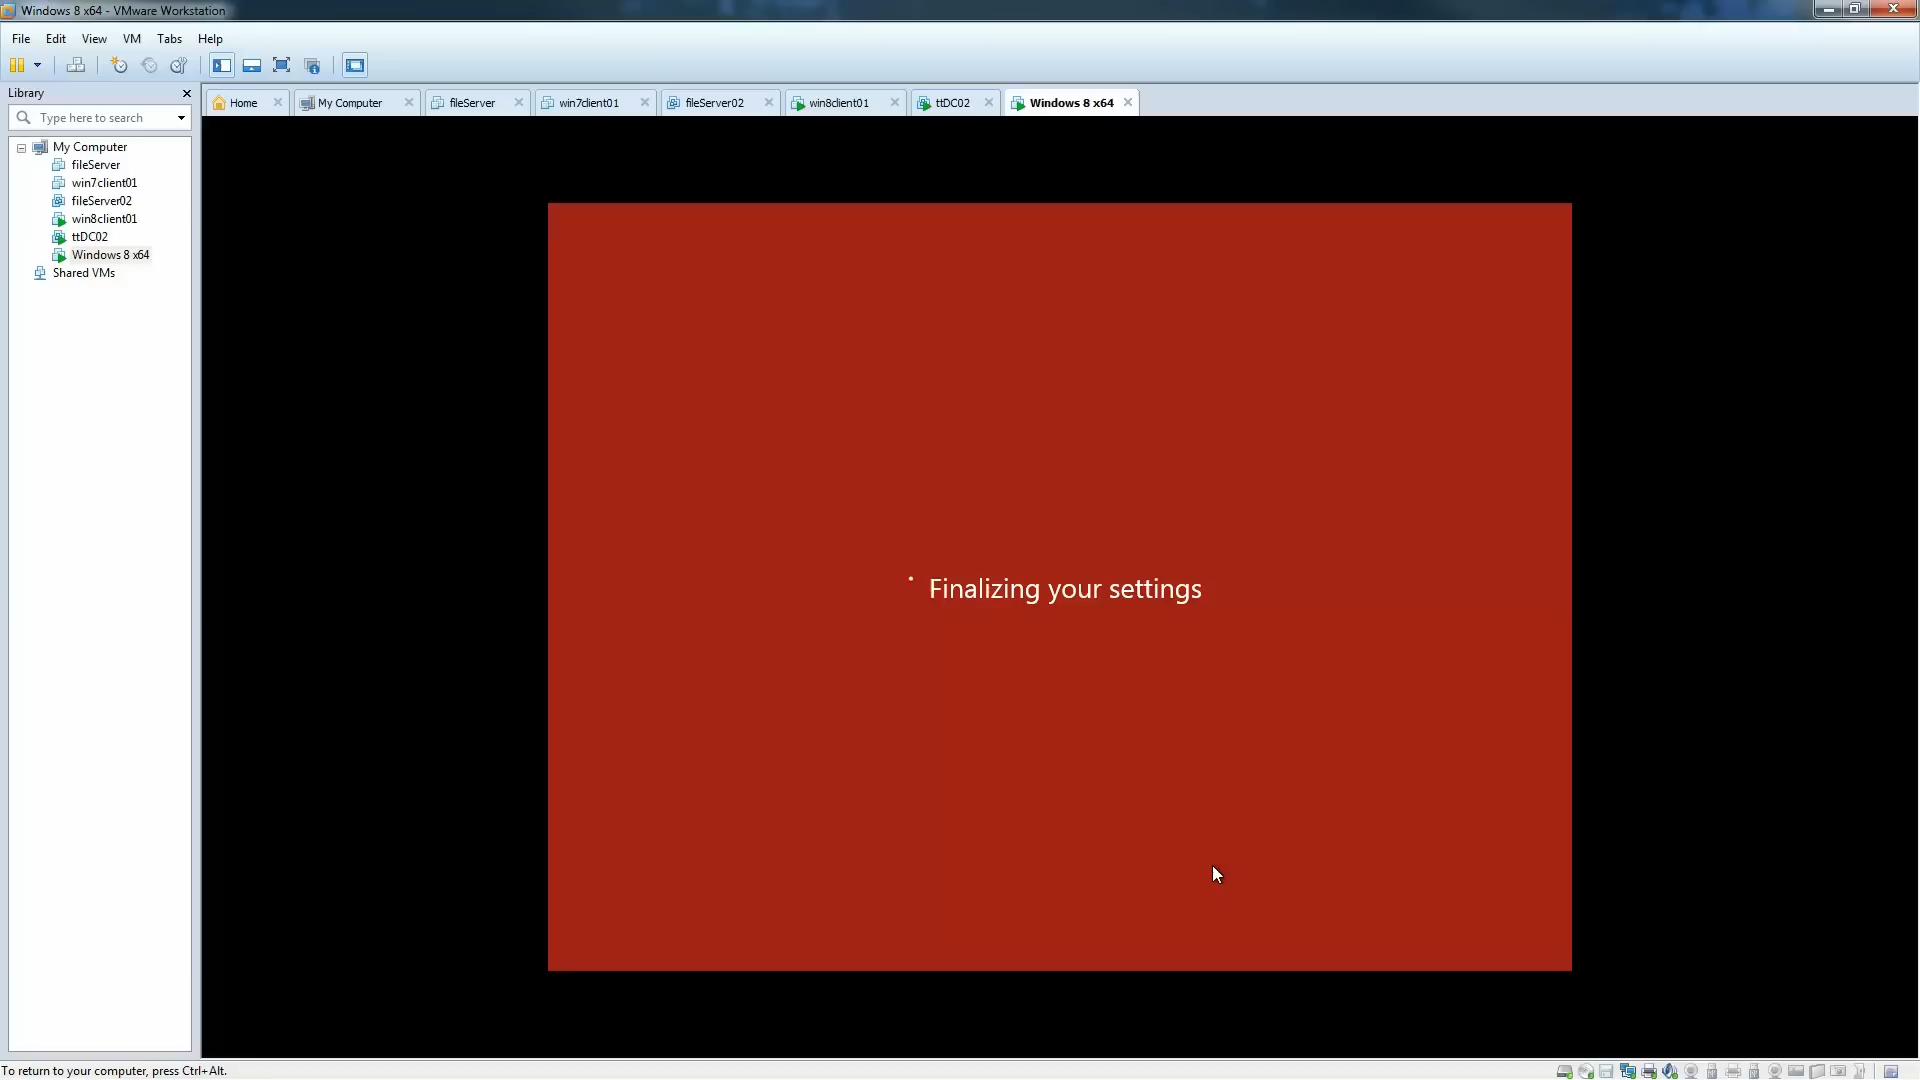 Windows 8 x64 - VMware Workstation
File Edit View VM Tabs Help
Library
Type here to search
Home My Computer fileServer win7client01 fileServer02 win8client01 ttDC02 Windows 8 x64
My Computer
fileServer
win7client01
fileServer02
win8client01
ttDC02
Windows 8 x64
Shared VMs
Finalizing your settings
To return to your computer, press Ctrl+Alt.